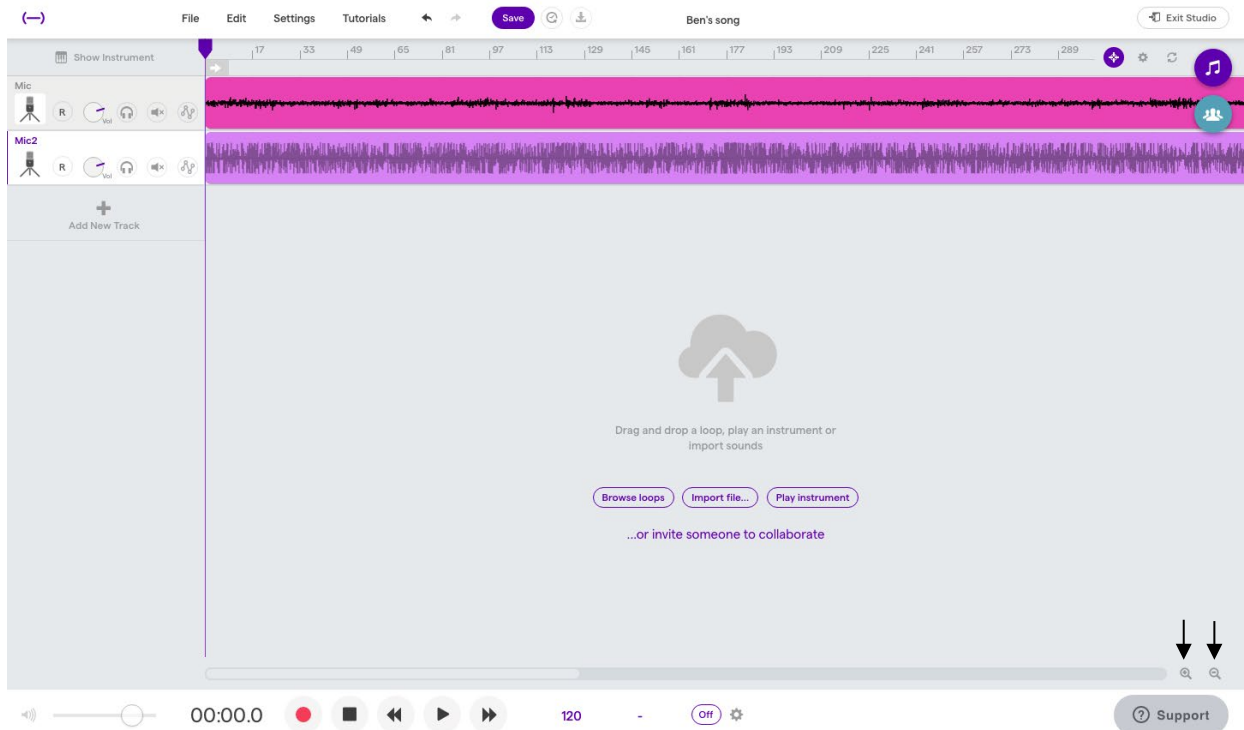 File Edit Settings Tutorials Save Ben's song Exit Studio
Show Instrument
17 33 49 65 81 97 113 129 145 161 177 193 209 225 241 257 273 289
Mic
R Vol
Mic2
R Vol
Add New Track
Drag and drop a loop, play an instrument or
import sounds
Browse loops Import file... Play instrument
...or invite someone to collaborate
00:00.0 120 - Off Support